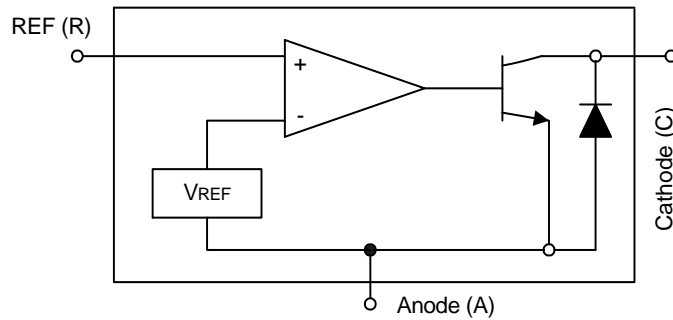 REF (R)
+
-
VREF
Cathode (C)
Anode (A)